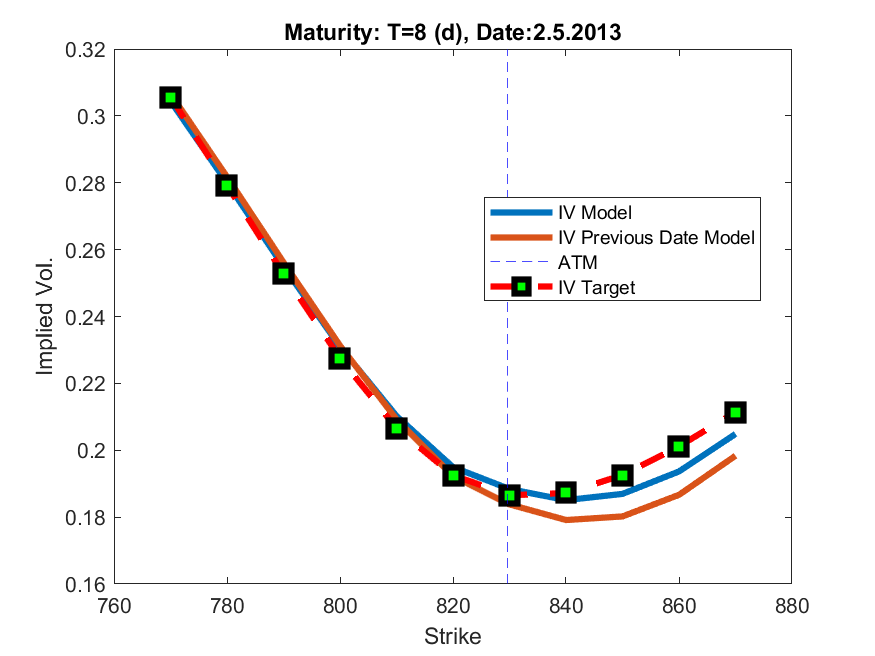 Maturity: T=8 (d), Date:2.5.2013
0.32
0.3
0.28
0.26
0.24
0.22
0.2
0.18
0.16
Implied Vol.
IV Model
IV Previous Date Model
ATM
IV Target
760 780 800 820 840 860 880
Strike